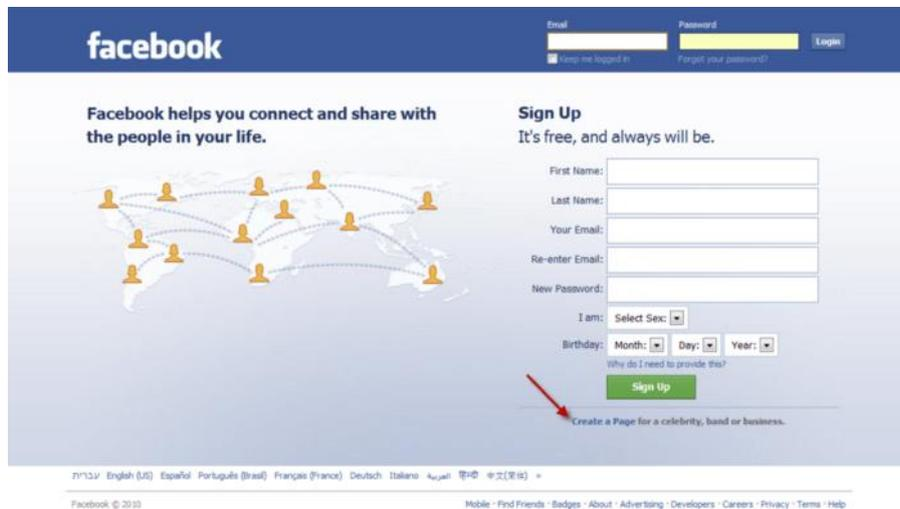 facebook
Email
Password
Login
Keep me logged in
Forgot your password?
Facebook helps you connect and share with
the people in your life.
Sign Up
It's free, and always will be.
First Name:
Last Name:
Your Email:
Re-enter Email:
New Password:
I am: Select Sex:
Birthday: Month: Day: Year:
Why do I need to provide this?
Sign Up
Create a Page for a celebrity, band or business.
עברית English (US) Español Português (Brasil) Français (France) Deutsch Italiano العربية हिन्दी 中文(简体) »
Facebook © 2010
Mobile · Find Friends · Badges · About · Advertising · Developers · Careers · Privacy · Terms · Help